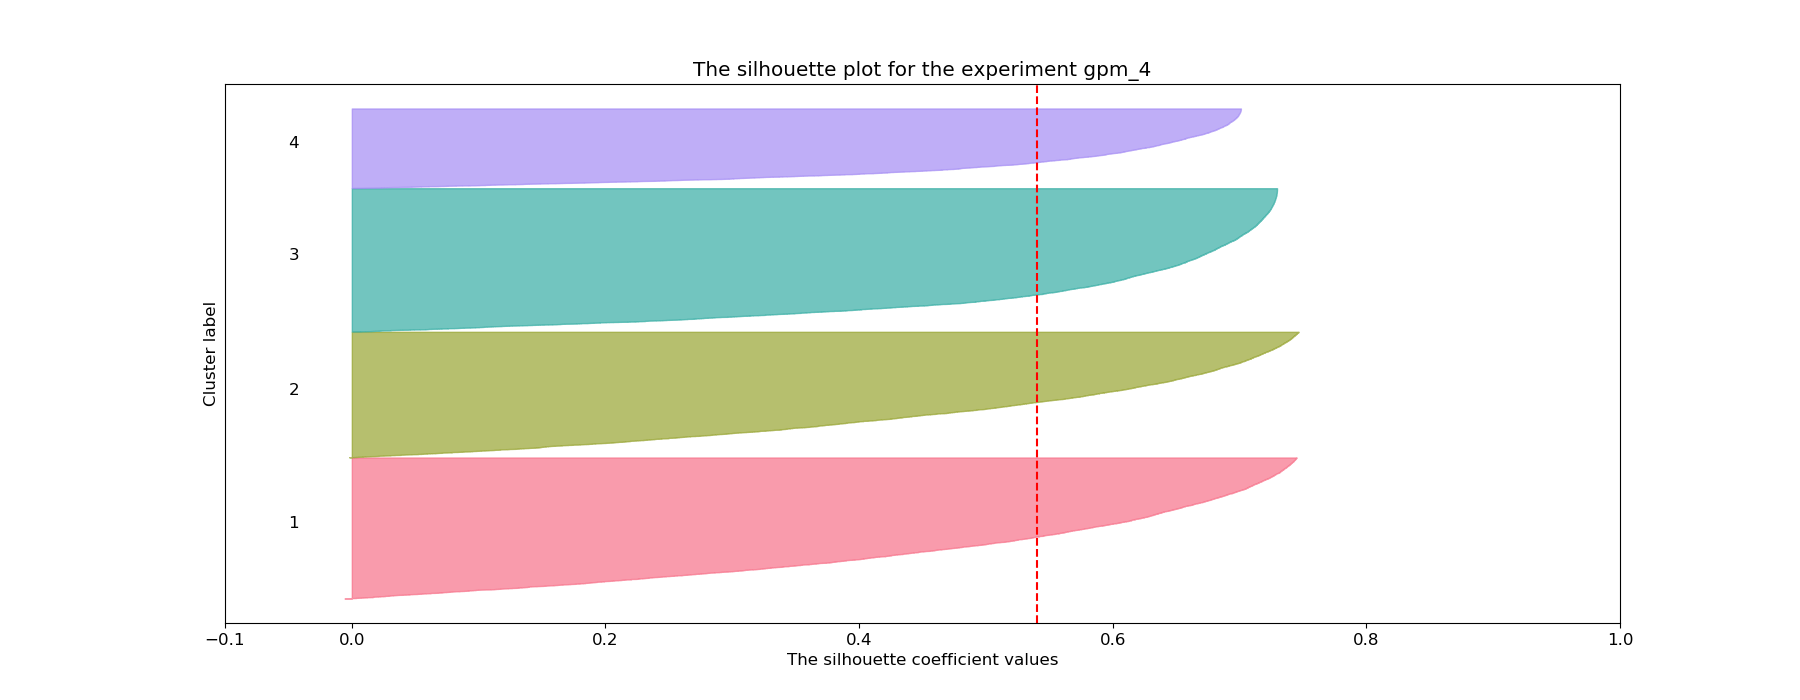 The silhouette plot for the experiment gpm_4
4
3
2
1
Cluster label
−0.1 0.0 0.2 0.4 0.6 0.8 1.0
The silhouette coefficient values